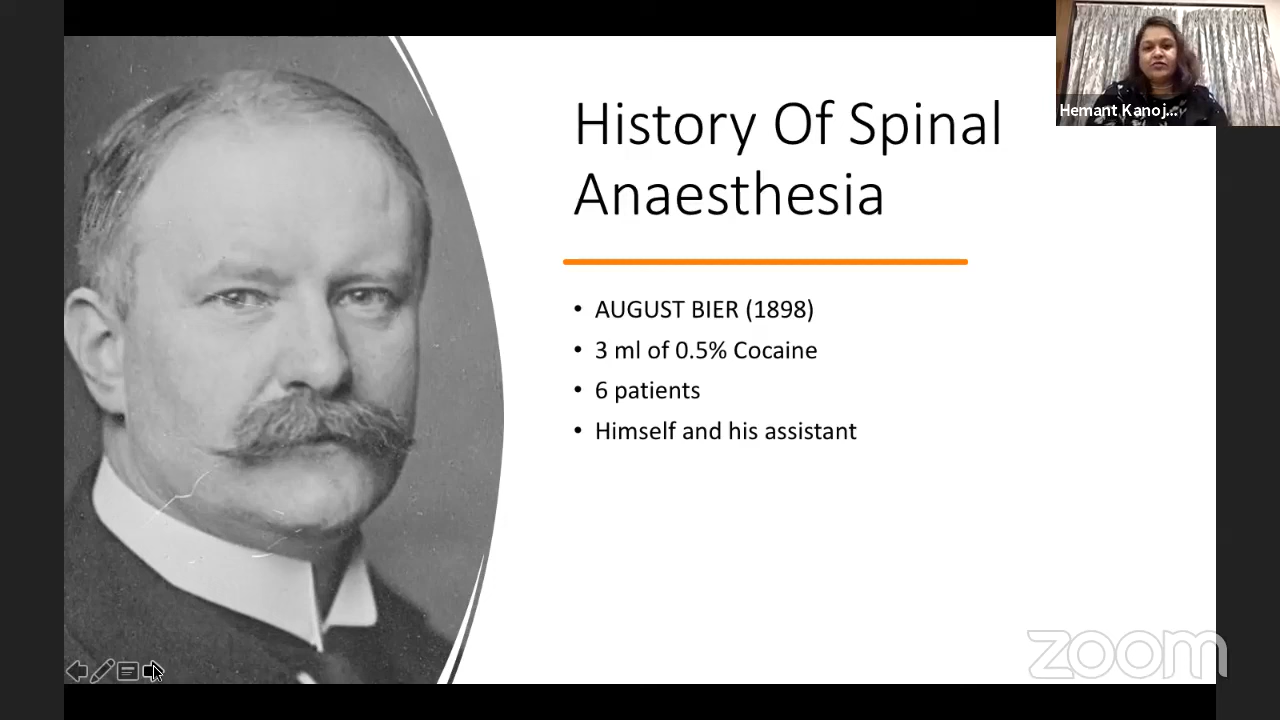 Hemant Kanoj...
History Of Spinal
Anaesthesia
• AUGUST BIER (1898)
• 3 ml of 0.5% Cocaine
• 6 patients
• Himself and his assistant
zoom